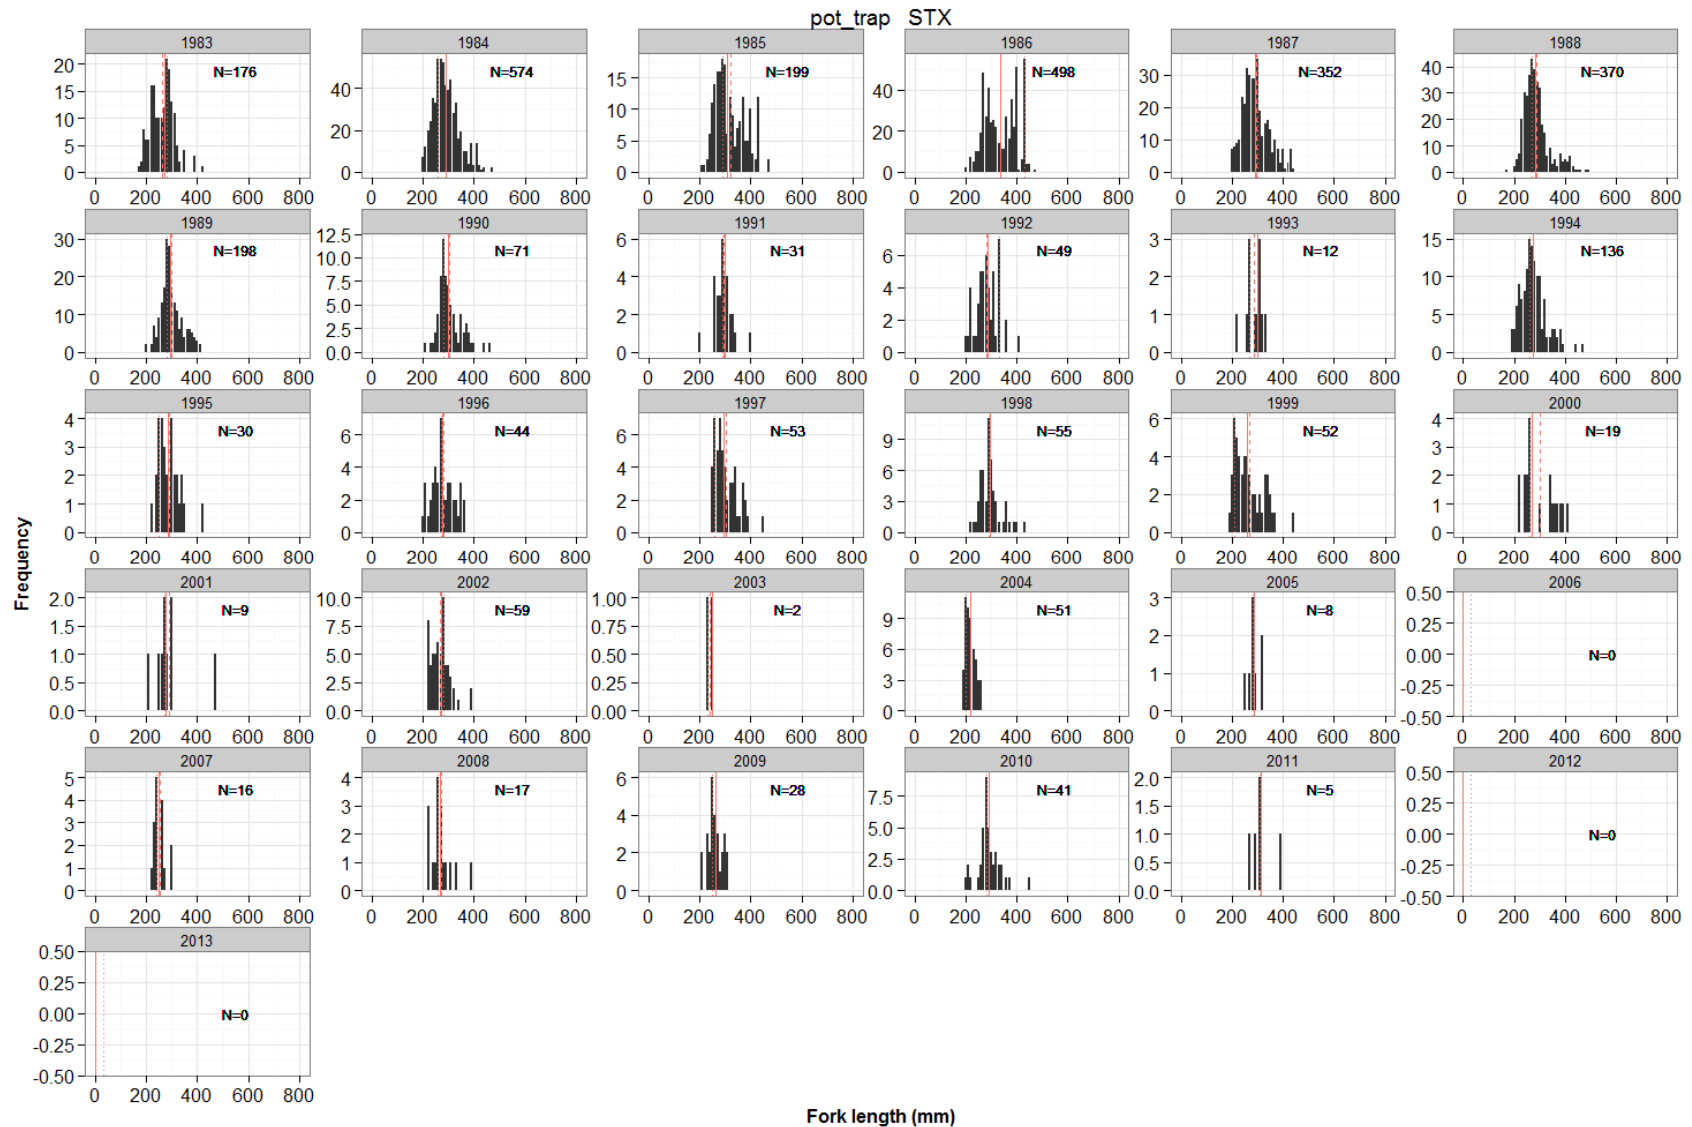 pot_trap STX
1983 1984 1985 1986 1987 1988
N=176 N=574 N=199 N=498 N=352 N=370
20 15 10 5 0
40 20 0
15 10 5 0
40 20 0
30 20 10 0
40 30 20 10 0
0 200 400 600 800 0 200 400 600 800 0 200 400 600 800 0 200 400 600 800 0 200 400 600 800 0 200 400 600 800
1989 1990 1991 1992 1993 1994
N=198 N=71 N=31 N=49 N=12 N=136
30 20 10 0
12.5 10.0 7.5 5.0 2.5 0.0
6 4 2 0
6 4 2 0
3 2 1 0
15 10 5 0
0 200 400 600 800 0 200 400 600 800 0 200 400 600 800 0 200 400 600 800 0 200 400 600 800 0 200 400 600 800
1995 1996 1997 1998 1999 2000
N=30 N=44 N=53 N=55 N=52 N=19
4 3 2 1 0
6 4 2 0
6 4 2 0
9 6 3 0
6 4 2 0
4 3 2 1 0
0 200 400 600 800 0 200 400 600 800 0 200 400 600 800 0 200 400 600 800 0 200 400 600 800 0 200 400 600 800
Frequency
2001 2002 2003 2004 2005 2006
N=9 N=59 N=2 N=51 N=8 N=0
2.0 1.5 1.0 0.5 0.0
10.0 7.5 5.0 2.5 0.0
1.00 0.75 0.50 0.25 0.00
9 6 3 0
3 2 1 0
0.50 0.25 0.00 -0.25 -0.50
0 200 400 600 800 0 200 400 600 800 0 200 400 600 800 0 200 400 600 800 0 200 400 600 800 0 200 400 600 800
2007 2008 2009 2010 2011 2012
N=16 N=17 N=28 N=41 N=5 N=0
5 4 3 2 1 0
4 3 2 1 0
6 4 2 0
7.5 5.0 2.5 0.0
2.0 1.5 1.0 0.5 0.0
0.50 0.25 0.00 -0.25 -0.50
0 200 400 600 800 0 200 400 600 800 0 200 400 600 800 0 200 400 600 800 0 200 400 600 800
2013
N=0
0.50 0.25 0.00 -0.25 -0.50
0 200 400 600 800
Fork length (mm)